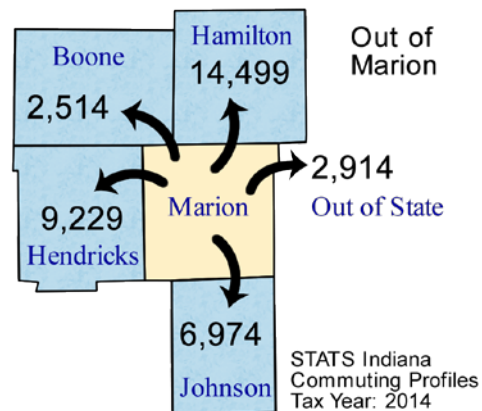 Out of
Marion
Boone
2,514
Hamilton
14,499
9,229
Hendricks
Marion
2,914
Out of State
6,974
Johnson
STATS Indiana
Commuting Profiles
Tax Year: 2014